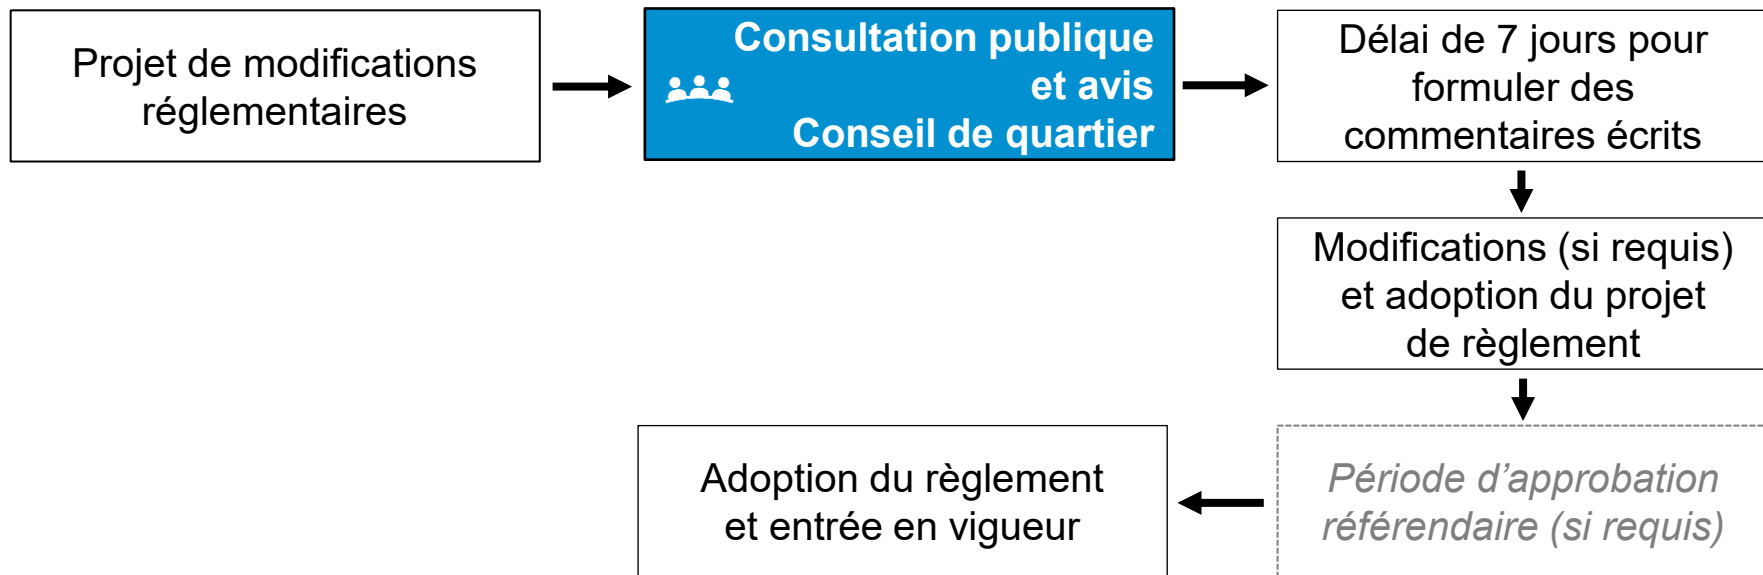 Projet de modifications
réglementaires
Consultation publique
et avis
Conseil de quartier
Délai de 7 jours pour
formuler des
commentaires écrits
Modifications (si requis)
et adoption du projet
de règlement
Période d’approbation
référendaire (si requis)
Adoption du règlement
et entrée en vigueur